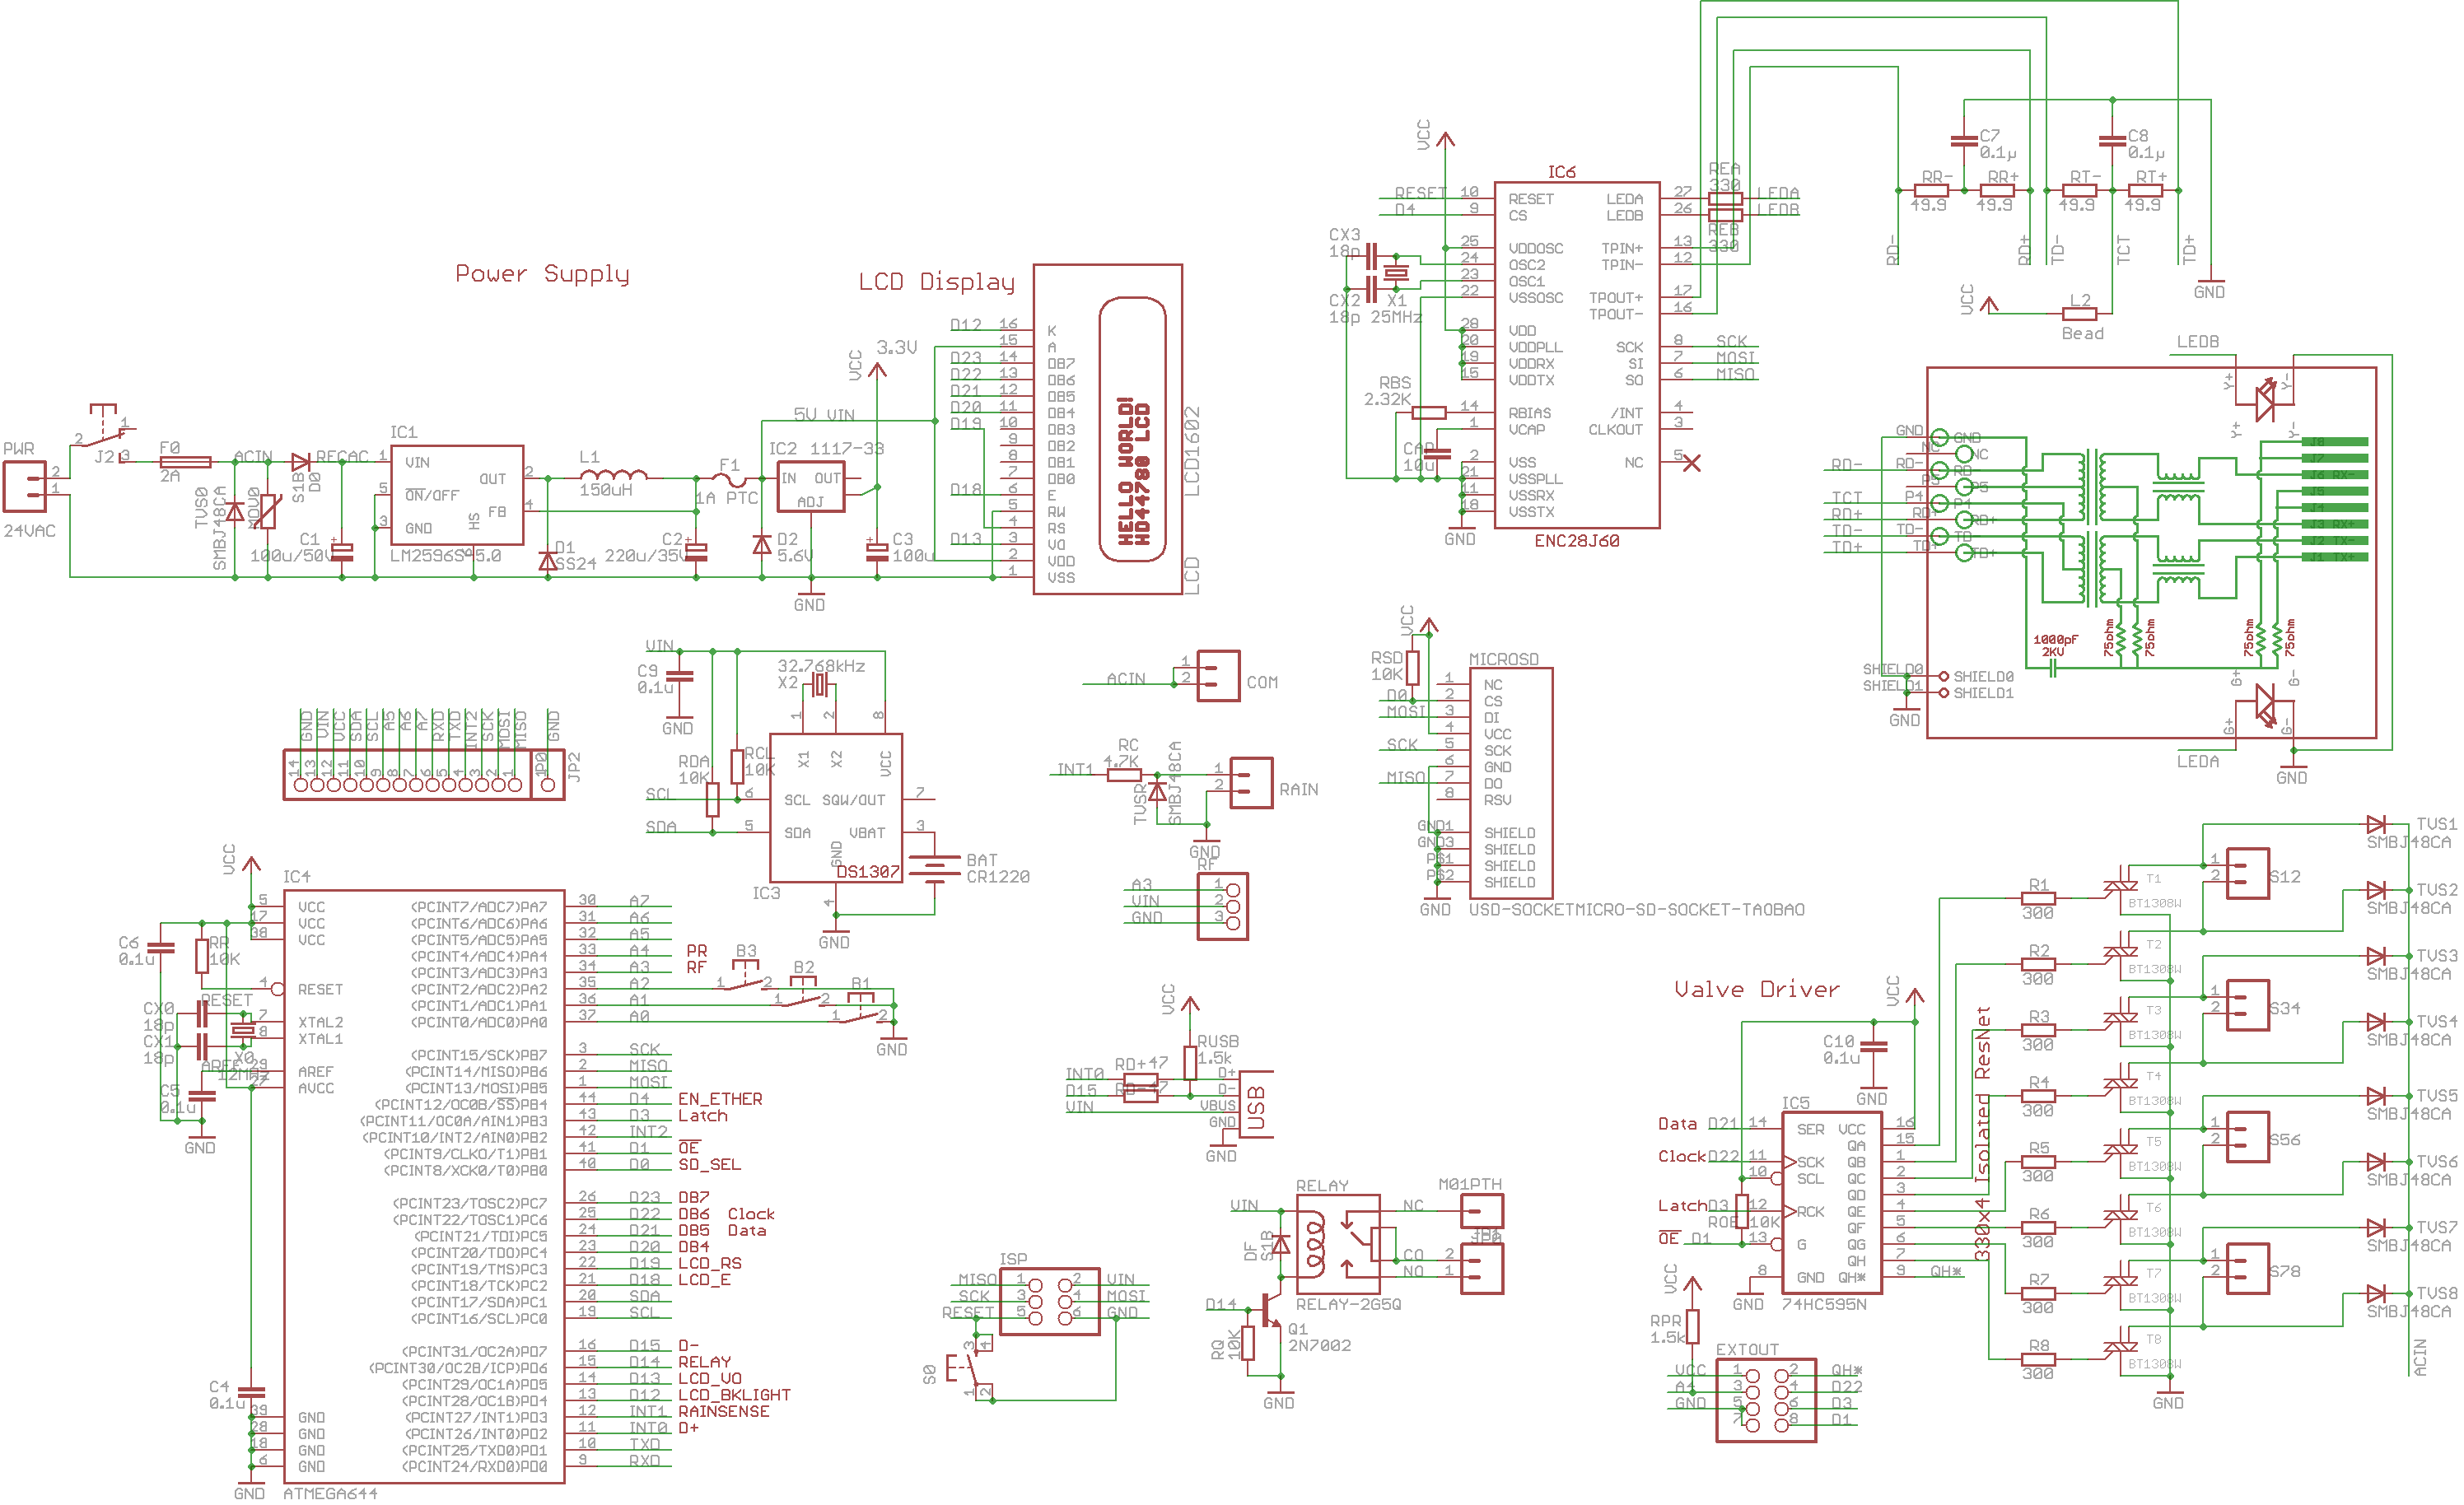 Power Supply
PWR
2
1
24VAC
J2
1
2
3
F0
2A
ACIN
TVS0
SMBJ48CA
MOV0
S1B
D0
RECAC
C1
100u/50V
IC1
1
VIN
5
ON/OFF
3
GND
HS
OUT
2
FB
4
LM2596S-5.0
D1
SS24
L1
150uH
C2
220u/35V
F1
1A PTC
5V VIN
D2
5.6V
IC2 1117-33
IN OUT
ADJ
GND
VCC
3.3V
C3
100u
LCD Display
D12 16 K
15 A
D23 14 DB7
D22 13 DB6
D21 12 DB5
D20 11 DB4
D19 10 DB3
9 DB2
8 DB1
7 DB0
D18 6 E
5 RW
4 RS
D13 3
2 VDD
1 VSS
HELLO WORLD!
HD44780 LCD
LCD1602
LCD
IC6
VCC
RESET 10 RESET
D4 9 CS
25 VDDOSC
24 OSC2
23 OSC1
22 VSSOSC
28 VDD
20 VDDPLL
19 VDDRX
15 VDDTX
14 RBIAS
1 VCAP
2 VSS
21 VSSPLL
11 VSSRX
18 VSSTX
CX3
18p
CX2
18p
X1
25MHz
RBS
2.32K
CAP
10u
GND
LEDA 27
LEDB 26
TPIN+ 13
TPIN- 12
TPOUT+ 17
TPOUT- 16
SCK 8 SCK
SI 7 MOSI
SO 6 MISO
/INT 4
CLKOUT 3
NC 5
ENC28J60
REA
330
LEDA
LEDB
REB
330
C7
0.1µ
C8
0.1µ
RR-
49.9
RR+
49.9
RT-
49.9
RT+
49.9
RD-
RD+
TD-
TCT
TD+
GND
VCC
L2
Bead
LEDB
Y+
Y-
GND
NC
RD-
P5
TCT
P4
RD+
TD-
TD+
J8
J7
J6 RX-
J5
J4
J3 RX+
J2 TX-
J1 TX+
1000pF
2KV
75ohm
75ohm
75ohm
75ohm
SHIELD0
SHIELD1
SHIELD0
SHIELD1
GND
G+
G-
LEDA
GND
GND
VIN
VCC
SDA
SCL
A5
A6
A7
RXD
TXD
INT2
SCK
MOSI
MISO
GND
14
13
12
11
10
9
8
7
6
5
4
3
2
1
P0
JP2
VIN
C9
0.1u
GND
RDA
10K
RCL
10K
32.768kHz
X2
1
2
8
X1
X2
VCC
SCL 6 SCL
SQW/OUT 7
SDA 5 SDA
VBAT 3
GND
DS1307
IC3
4
GND
BAT
CR1220
ACIN
1
2
COM
INT1
RC
4.7K
TVSR
SMBJ48CA
1
2
RAIN
GND
RF
A3 1
VIN 2
GND 3
VCC
RSD
10K
MICROSD
1 NC
D0 2 CS
MOSI 3 DI
4 VCC
SCK 5 SCK
6 GND
MISO 7 DO
8 RSV
GND1 SHIELD
GND3 SHIELD
PS1 SHIELD
PS2 SHIELD
GND
USD-SOCKETMICRO-SD-SOCKET-TAOBAO
VCC
IC4
5 VCC
17 VCC
38 VCC
4 RESET
RESET
7 XTAL2
8 XTAL1
29 AREF
27 AVCC
C6
0.1u
RR
10K
CX0
18p
CX1
18p
X0
12MHz
AREF
C5
0.1u
GND
C4
0.1u
39 GND
28 GND
18 GND
6 GND
GND
ATMEGA644
(PCINT7/ADC7)PA7 30 A7
(PCINT6/ADC6)PA6 31 A6
(PCINT5/ADC5)PA5 32 A5
(PCINT4/ADC4)PA4 33 A4 PR
(PCINT3/ADC3)PA3 34 A3 RF
(PCINT2/ADC2)PA2 35 A2
(PCINT1/ADC1)PA1 36 A1
(PCINT0/ADC0)PA0 37 A0
(PCINT15/SCK)PB7 3 SCK
(PCINT14/MISO)PB6 2 MISO
(PCINT13/MOSI)PB5 1 MOSI
(PCINT12/OC0B/SS)PB4 44 D4 EN_ETHER
(PCINT11/OC0A/AIN1)PB3 43 D3 Latch
(PCINT10/INT2/AIN0)PB2 42 INT2
(PCINT9/CLKO/T1)PB1 41 D1 OE
(PCINT8/XCK0/T0)PB0 40 D0 SD_SEL
(PCINT23/TOSC2)PC7 26 D23 DB7
(PCINT22/TOSC1)PC6 25 D22 DB6 Clock
(PCINT21/TDI)PC5 24 D21 DB5 Data
(PCINT20/TDO)PC4 23 D20 DB4
(PCINT19/TMS)PC3 22 D19 LCD_RS
(PCINT18/TCK)PC2 21 D18 LCD_E
(PCINT17/SDA)PC1 20 SDA
(PCINT16/SCL)PC0 19 SCL
(PCINT31/OC2A)PD7 16 D15 D-
(PCINT30/OC2B/ICP)PD6 15 D14 RELAY
(PCINT29/OC1A)PD5 14 D13 LCD_VO
(PCINT28/OC1B)PD4 13 D12 LCD_BKLIGHT
(PCINT27/INT1)PD3 12 INT1 RAINSENSE
(PCINT26/INT0)PD2 11 INT0 D+
(PCINT25/TXD0)PD1 10 TXD
(PCINT24/RXD0)PD0 9 RXD
B3
1 2
B2
1 2
B1
1 2
GND
VCC
RUSB
1.5k
RD+47
INT0
D15
VIN
D+
D-
VBUS
GND
USB
GND
ISP
MISO 1 2 VIN
SCK 3 4 MOSI
RESET 5 6 GND
S0
3 4
1 2
VIN
RELAY
DF
S1B
RELAY-2G5Q
D14
RQ
10K
Q1
2N7002
GND
NC
CO
NO
M01PTH
1
2
1
Valve Driver
VCC
C10
0.1u
GND
IC5
Data D21 14 SER
Clock D22 11 SCK
10 SCL
Latch D3 12 RCK
ROE 10K
OE D1 13 G
8 GND
GND
VCC 16
QA 15
QB 1
QC 2
QD 3
QE 4
QF 5
QG 6
QH 7
QH* 9 QH*
74HC595N
330x4 Isolated ResNet
VCC
RPR
1.5k
EXTOUT
VCC 1 2 QH*
A4 3 4 D22
GND 5 6 D3
7 8 D1
R1
300
R2
300
R3
300
R4
300
R5
300
R6
300
R7
300
R8
300
T1
BT1308W
T2
BT1308W
T3
BT1308W
T4
BT1308W
T5
BT1308W
T6
BT1308W
T7
BT1308W
T8
BT1308W
GND
1
2
S12
1
2
S34
1
2
S56
1
2
S78
TVS1
SMBJ48CA
TVS2
SMBJ48CA
TVS3
SMBJ48CA
TVS4
SMBJ48CA
TVS5
SMBJ48CA
TVS6
SMBJ48CA
TVS7
SMBJ48CA
TVS8
SMBJ48CA
ACIN